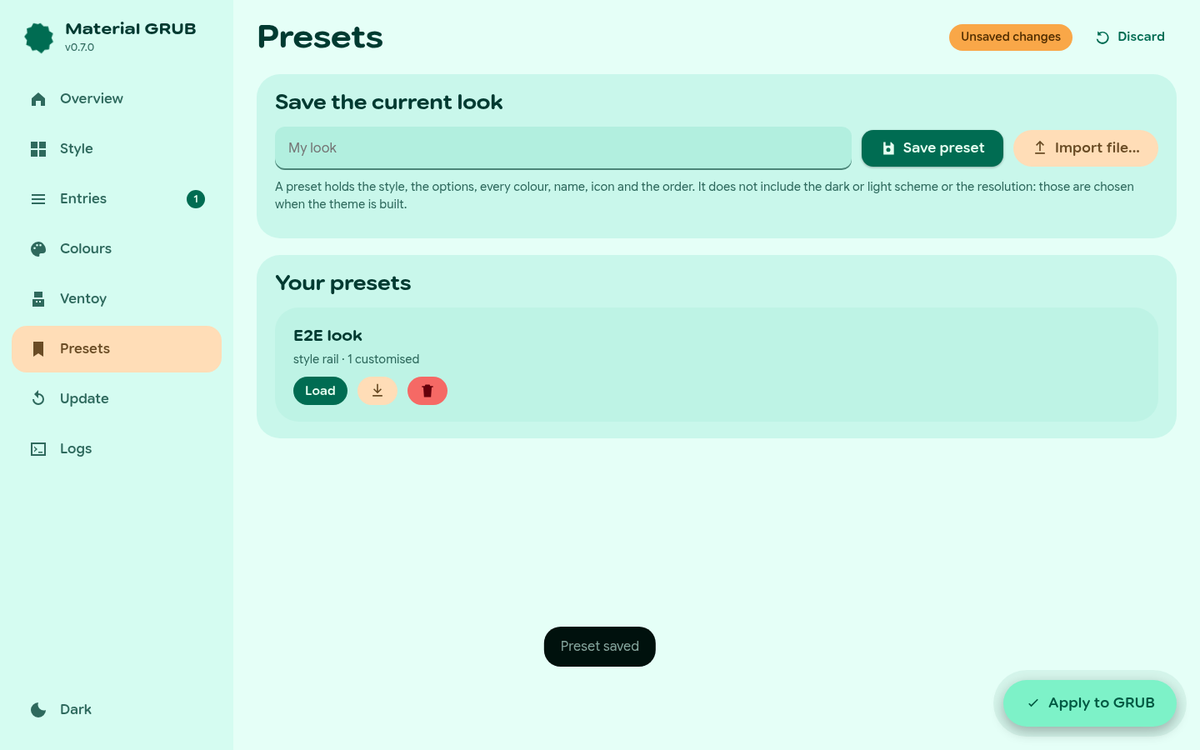 Material GRUB
v0.7.0
Overview
Style
Entries
1
Colours
Ventoy
Presets
Update
Logs
Dark
Presets
Unsaved changes
Discard
Save the current look
My look
Save preset
Import file...
A preset holds the style, the options, every colour, name, icon and the order. It does not include the dark or light scheme or the resolution: those are chosen
when the theme is built.
Your presets
E2E look
style rail · 1 customised
Load
Preset saved
Apply to GRUB